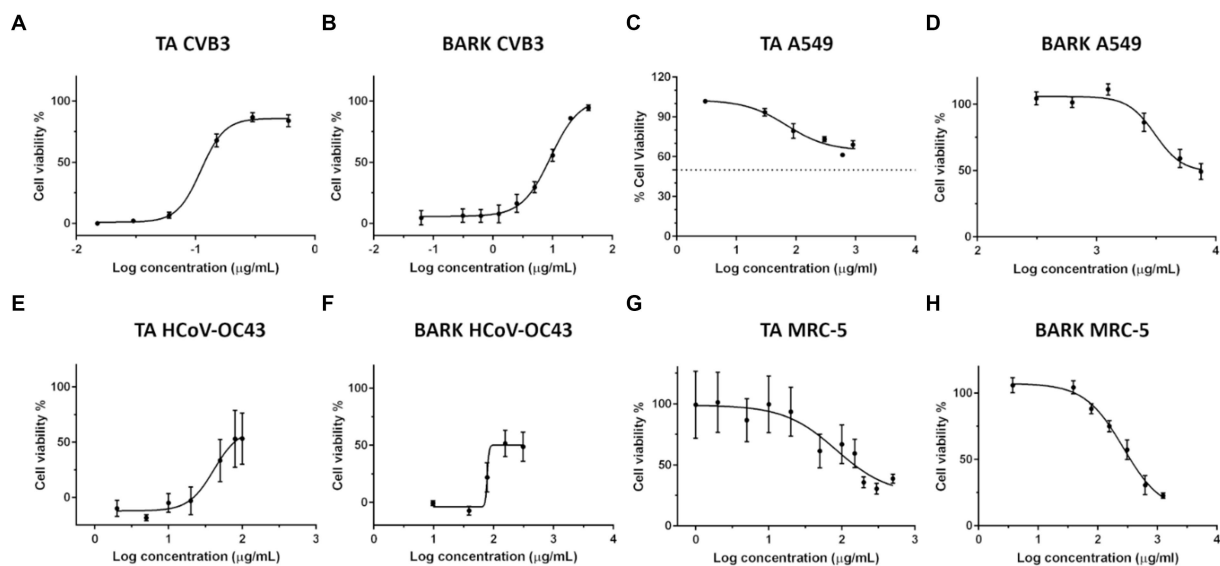 A
TA CVB3
Cell viability %
100
50
0
-2
-1
0
Log concentration (μg/mL)
B
BARK CVB3
Cell viability %
100
50
0
-2
-1
0
1
2
Log concentration (μg/mL)
C
TA A549
% Cell Viability
120
90
60
30
0
0
1
2
3
4
Log concentration (μg/ml)
D
BARK A549
Cell viability %
100
50
0
2
3
4
Log concentration (μg/mL)
E
TA HCoV-OC43
Cell viability %
100
50
0
0
1
2
3
Log concentration (μg/mL)
F
BARK HCoV-OC43
Cell viability %
100
50
0
0
1
2
3
Log concentration (μg/mL)
G
TA MRC-5
Cell viability %
100
50
0
0
1
2
3
Log concentration (μg/mL)
H
BARK MRC-5
Cell viability %
100
50
0
0
1
2
3
4
Log concentration (μg/ml)